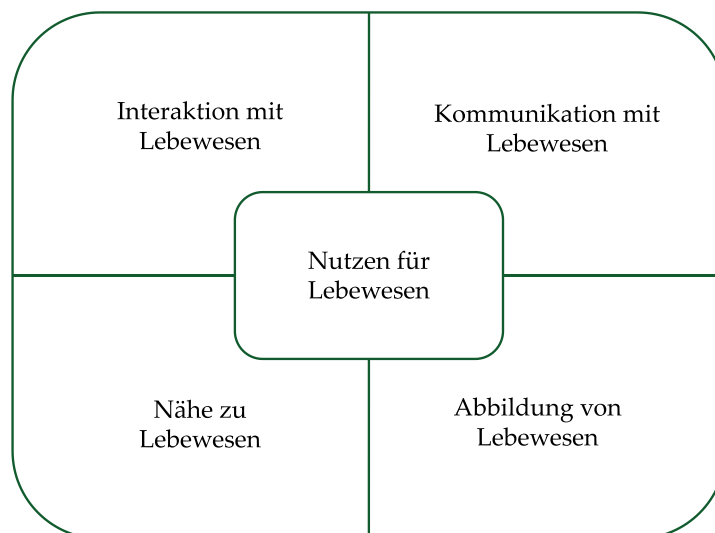 Interaktion mit
Lebewesen
Kommunikation mit
Lebewesen
Nutzen für
Lebewesen
Nähe zu
Lebewesen
Abbildung von
Lebewesen